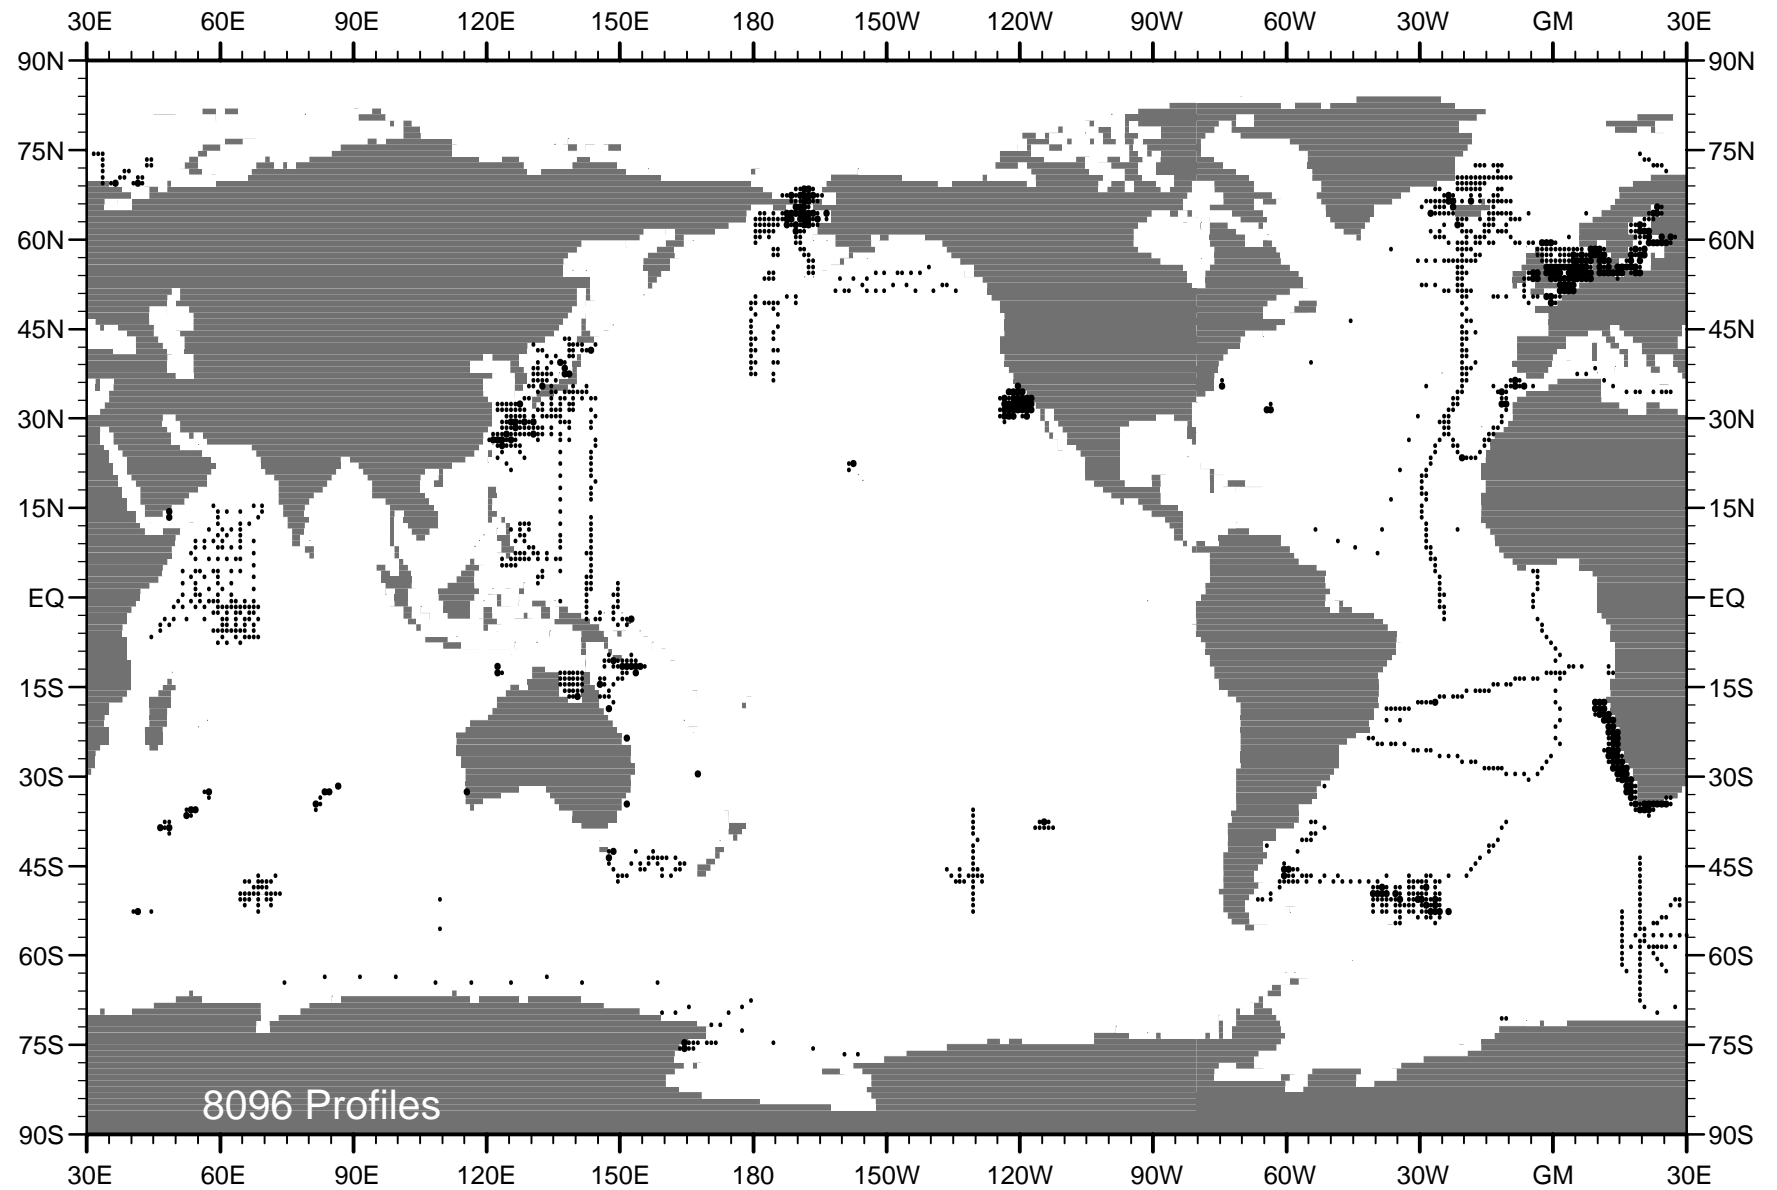 30E 60E 90E 120E 150E 180 150W 120W 90W 60W 30W GM 30E
90N 90N
75N 75N
60N 60N
45N 45N
30N 30N
15N 15N
EQ EQ
15S 15S
30S 30S
45S 45S
60S 60S
75S 75S
8096 Profiles
90S 90S
30E 60E 90E 120E 150E 180 150W 120W 90W 60W 30W GM 30E